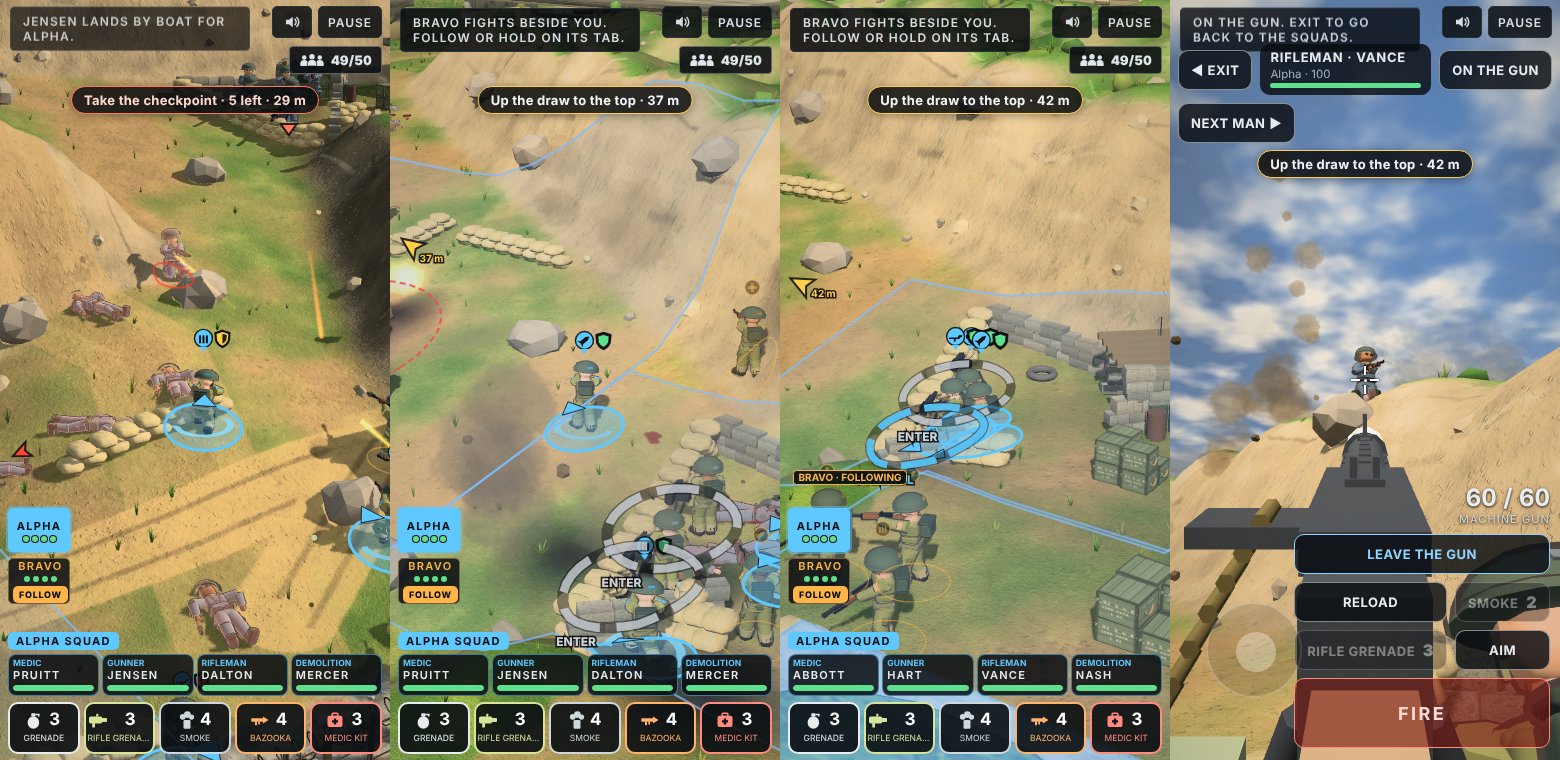 JENSEN LANDS BY BOAT FOR
ALPHA.
PAUSE
49/50
Take the checkpoint · 5 left · 29 m
ALPHA
BRAVO
FOLLOW
ALPHA SQUAD
MEDIC
PRUITT
GUNNER
JENSEN
RIFLEMAN
DALTON
DEMOLITION
MERCER
3
GRENADE
3
RIFLE GRENA...
4
SMOKE
4
BAZOOKA
3
MEDIC KIT
BRAVO FIGHTS BESIDE YOU.
FOLLOW OR HOLD ON ITS TAB.
PAUSE
49/50
Up the draw to the top · 37 m
37 m
ENTER
ENTER
ALPHA
BRAVO
FOLLOW
ALPHA SQUAD
MEDIC
PRUITT
GUNNER
JENSEN
RIFLEMAN
DALTON
DEMOLITION
MERCER
3
GRENADE
3
RIFLE GRENA...
4
SMOKE
4
BAZOOKA
3
MEDIC KIT
BRAVO FIGHTS BESIDE YOU.
FOLLOW OR HOLD ON ITS TAB.
PAUSE
49/50
Up the draw to the top · 42 m
42 m
ENTER
BRAVO · FOLLOWING
ALPHA
BRAVO
FOLLOW
ALPHA SQUAD
MEDIC
ABBOTT
GUNNER
HART
RIFLEMAN
VANCE
DEMOLITION
NASH
3
GRENADE
3
RIFLE GRENA...
4
SMOKE
4
BAZOOKA
3
MEDIC KIT
ON THE GUN. EXIT TO GO
BACK TO THE SQUADS.
PAUSE
EXIT
RIFLEMAN · VANCE
Alpha · 100
ON THE GUN
NEXT MAN
Up the draw to the top · 42 m
60 / 60
MACHINE GUN
LEAVE THE GUN
RELOAD
SMOKE 2
RIFLE GRENADE 3
AIM
FIRE